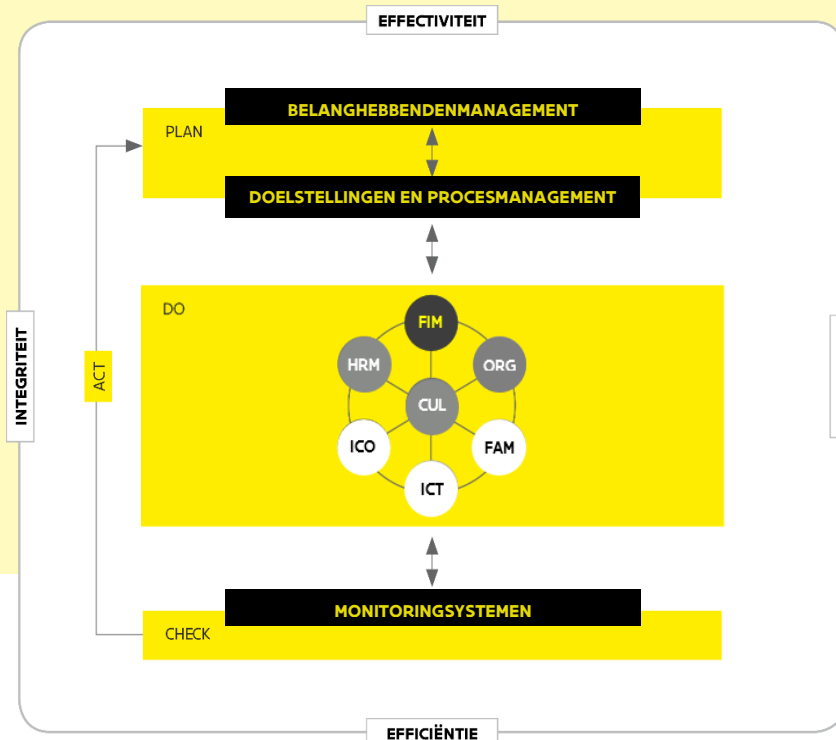 EFFECTIVITEIT
BELANGHEBBENDENMANAGEMENT
PLAN
DOELSTELLINGEN EN PROCESMANAGEMENT
DO
FIM
HRM
ORG
INTEGRITEIT
ACT
CUL
ICO
FAM
ICT
MONITORINGSYSTEMEN
CHECK
EFFICIËNTIE